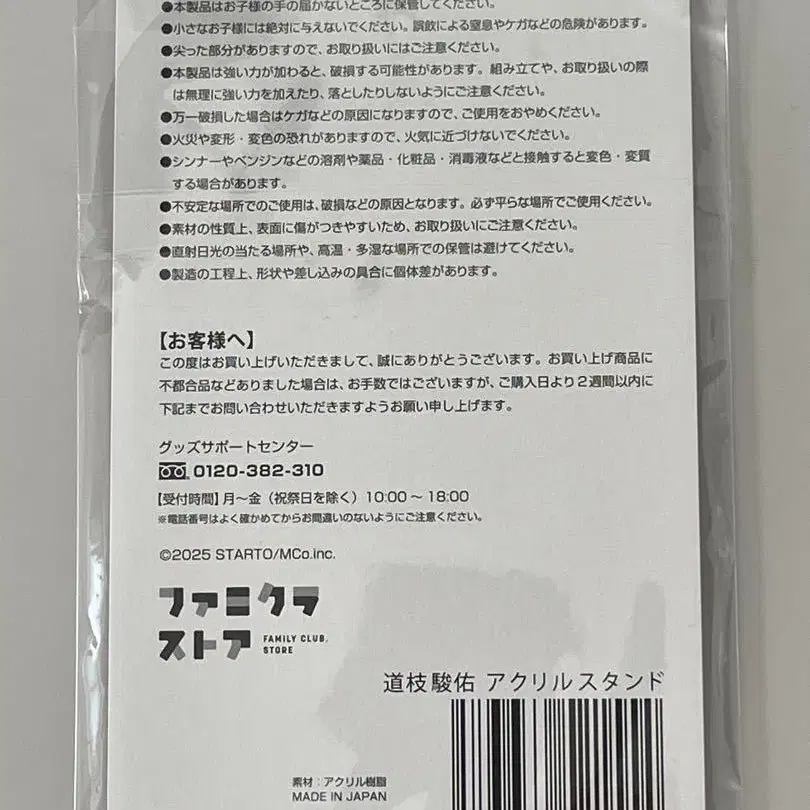 ●本製品はお子様の手の届かないところに保管してください。
●小さなお子様には絶対に与えないでください。誤飲による窒息やケガなどの危険があります。
●尖った部分がありますので、お取り扱いにはご注意ください。
●本製品は強い力が加わると、破損する可能性があります。組み立てや、お取り扱いの際
は無理に強い力を加えたり、落としたりしないようにご注意ください。
●万一破損した場合はケガなどの原因になりますので、ご使用をおやめください。
●火災や変形・変色の恐れがありますので、火気に近づけないでください。
●シンナーやベンジンなどの溶剤や薬品・化粧品・消毒液などと接触すると変色・変質
する場合があります。
●不安定な場所でのご使用は、破損などの原因となります。必ず平らな場所でご使用ください。
●素材の性質上、表面に傷がつきやすいため、お取り扱いにご注意ください。
●直射日光の当たる場所や、高温・多湿な場所での保管は避けてください。
●製造の工程上、形状や差し込みの具合に個体差があります。
【お客様へ】
この度はお買い上げいただきまして、誠にありがとうございます。お買い上げ商品に
不都合品などありました場合は、お手数ではございますが、ご購入日より2週間以内に
下記までお問い合わせいただきますようお願い申し上げます。
グッズサポートセンター
0120-382-310
【受付時間】月～金（祝祭日を除く）10:00～18:00
※電話番号はよく確かめてからお間違いのないようにご注意ください。
©2025 STARTO/MCo.inc.
ファミクラ
ストア FAMILY CLUB. STORE
道枝駿佑 アクリルスタンド
素材：アクリル樹脂
MADE IN JAPAN